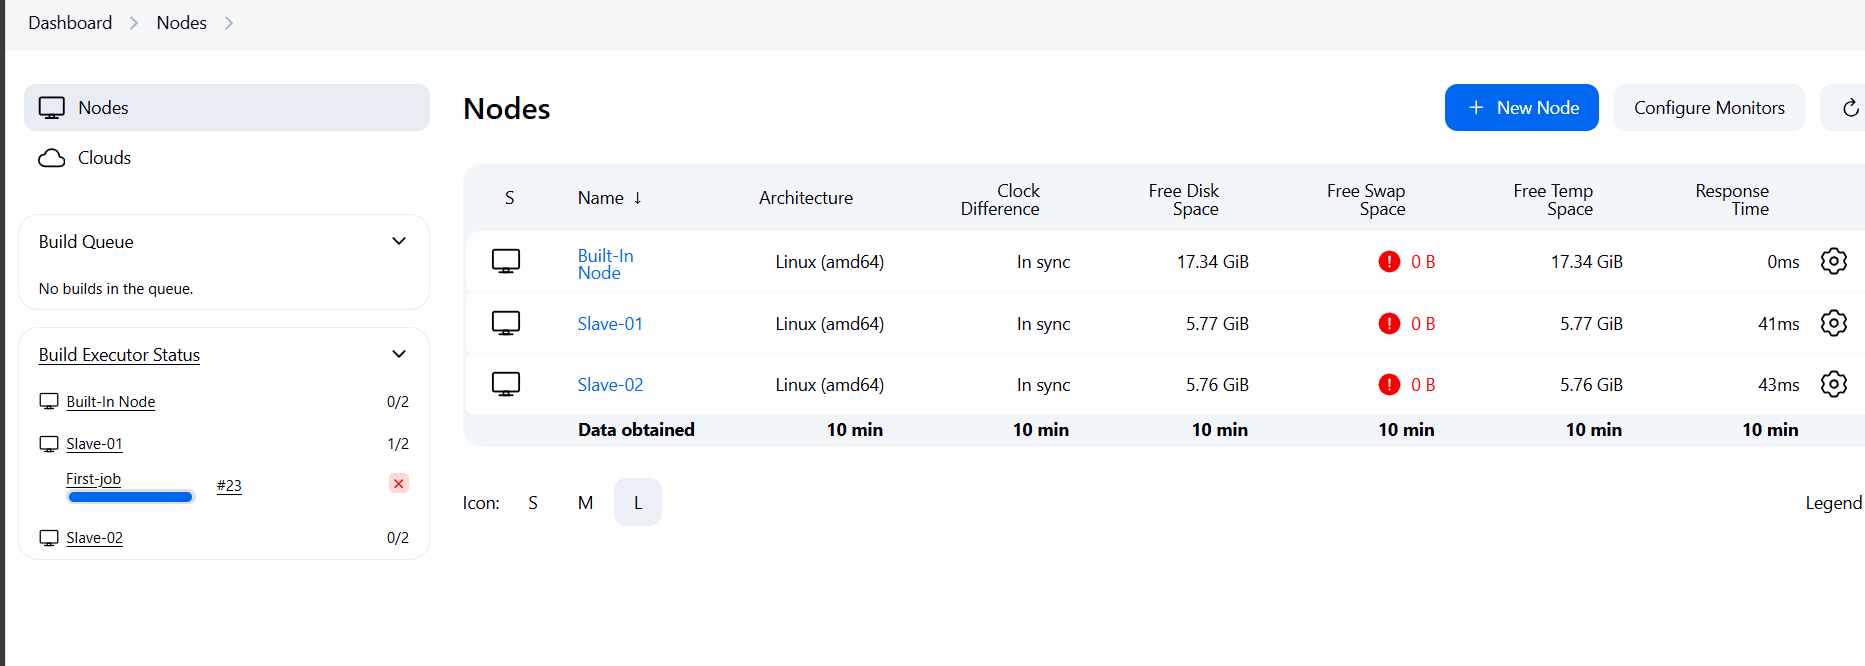 Dashboard Nodes
Nodes
Clouds
Build Queue
No builds in the queue.
Build Executor Status
Built-In Node 0/2
Slave-01 1/2
First-job #23
Slave-02 0/2
Nodes
+ New Node
Configure Monitors
S Name ↓ Architecture Clock Difference Free Disk Space Free Swap Space Free Temp Space Response Time
Built-In Node Linux (amd64) In sync 17.34 GiB 0 B 17.34 GiB 0ms
Slave-01 Linux (amd64) In sync 5.77 GiB 0 B 5.77 GiB 41ms
Slave-02 Linux (amd64) In sync 5.76 GiB 0 B 5.76 GiB 43ms
Data obtained 10 min 10 min 10 min 10 min 10 min 10 min
Icon: S M L
Legend